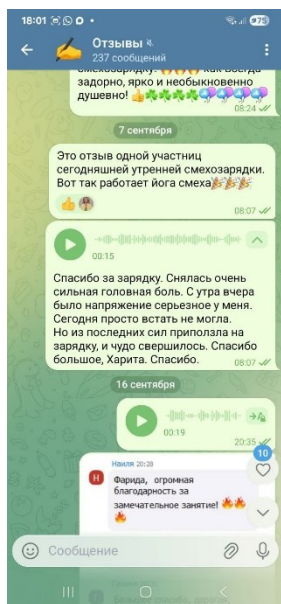 18:01
75
Отзывы
237 сообщений
задорно, ярко и необыкновенно
душевно!
08:24
7 сентября
Это отзыв одной участниц
сегодняшней утренней смехозарядки.
Вот так работает йога смеха
08:07
00:15
Спасибо за зарядку. Снялась очень
сильная головная боль. С утра вчера
было напряжение серьезное у меня.
Сегодня просто встать не могла.
Но из последних сил приползла на
зарядку, и чудо свершилось. Спасибо
большое, Харита. Спасибо.
08:07
16 сентября
→A
00:19
20:35
10
Наиля 20:20
Н
Фарида, огромная
благодарность за
замечательное занятие!
Сообщение